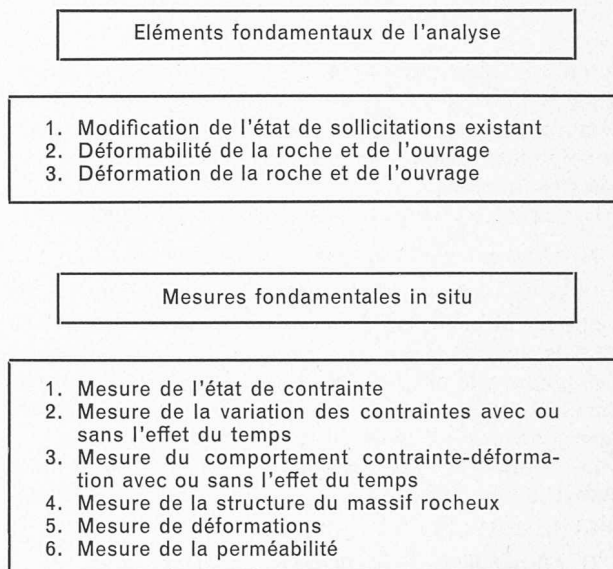 Eléments fondamentaux de l'analyse
1. Modification de l'état de sollicitations existant
2. Déformabilité de la roche et de l'ouvrage
3. Déformation de la roche et de l'ouvrage
Mesures fondamentales in situ
1. Mesure de l'état de contrainte
2. Mesure de la variation des contraintes avec ou
sans l'effet du temps
3. Mesure du comportement contrainte-déforma-
tion avec ou sans l'effet du temps
4. Mesure de la structure du massif rocheux
5. Mesure de déformations
6. Mesure de la perméabilité